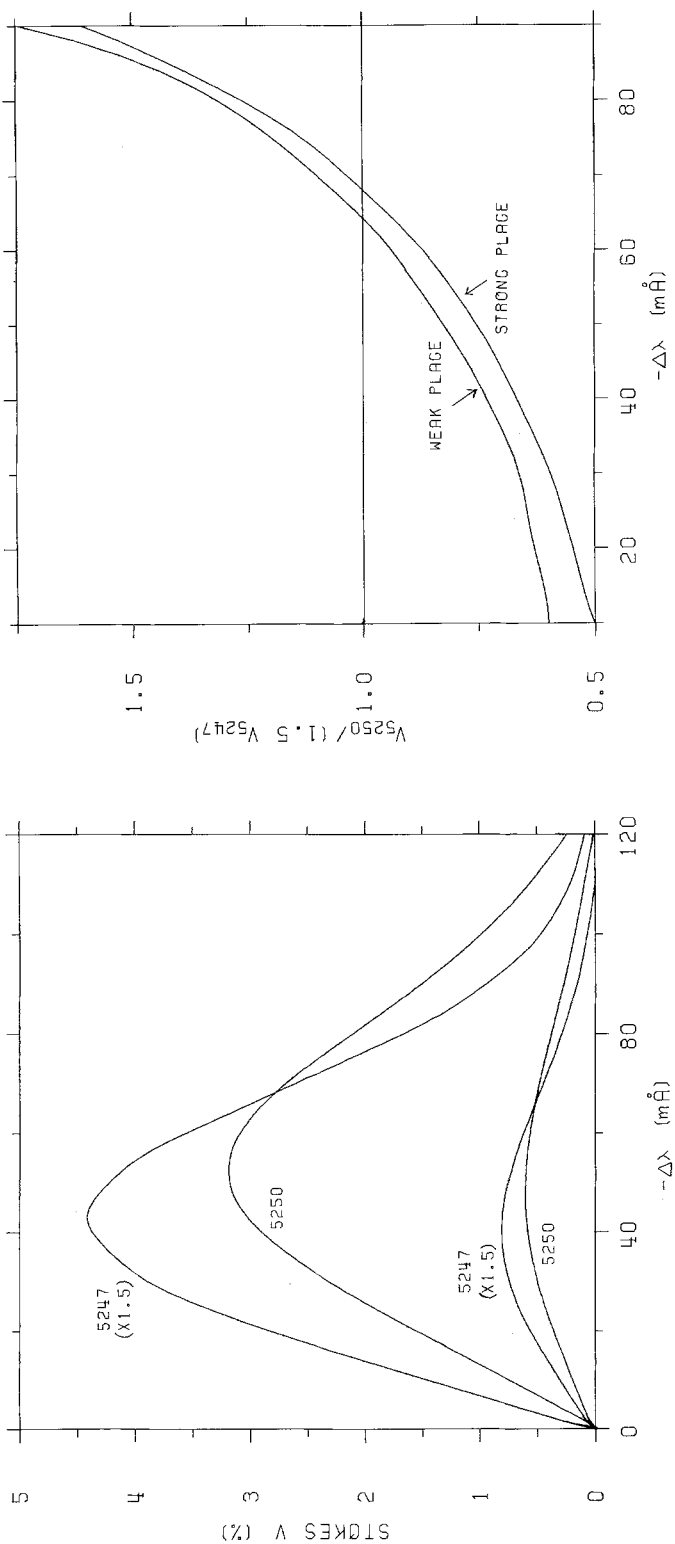 STOKES V (%)
5
4
3
2
1
0
5247
(X1.5)
5250
5247
(X1.5)
5250
0
40
80
120
-Δλ (mÅ)
V5250/(1.5 V5247)
1.5
1.0
0.5
WEAK PLAGE
STRONG PLAGE
20
40
60
80
-Δλ (mÅ)